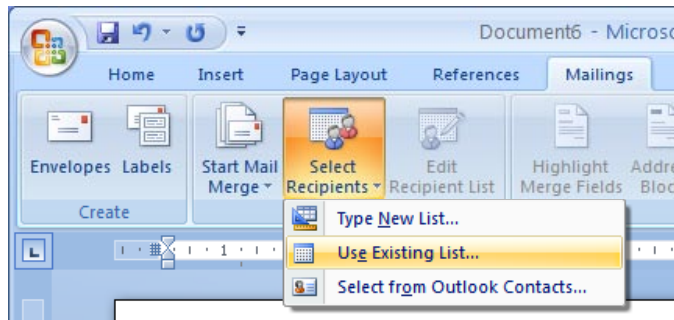 Document6 - Microso
Home Insert Page Layout References Mailings
Envelopes Labels Start Mail Merge Select Recipients Edit Recipient List Highlight Merge Fields Addre Bloc
Create
Type New List...
1 · 1
Use Existing List...
Select from Outlook Contacts...